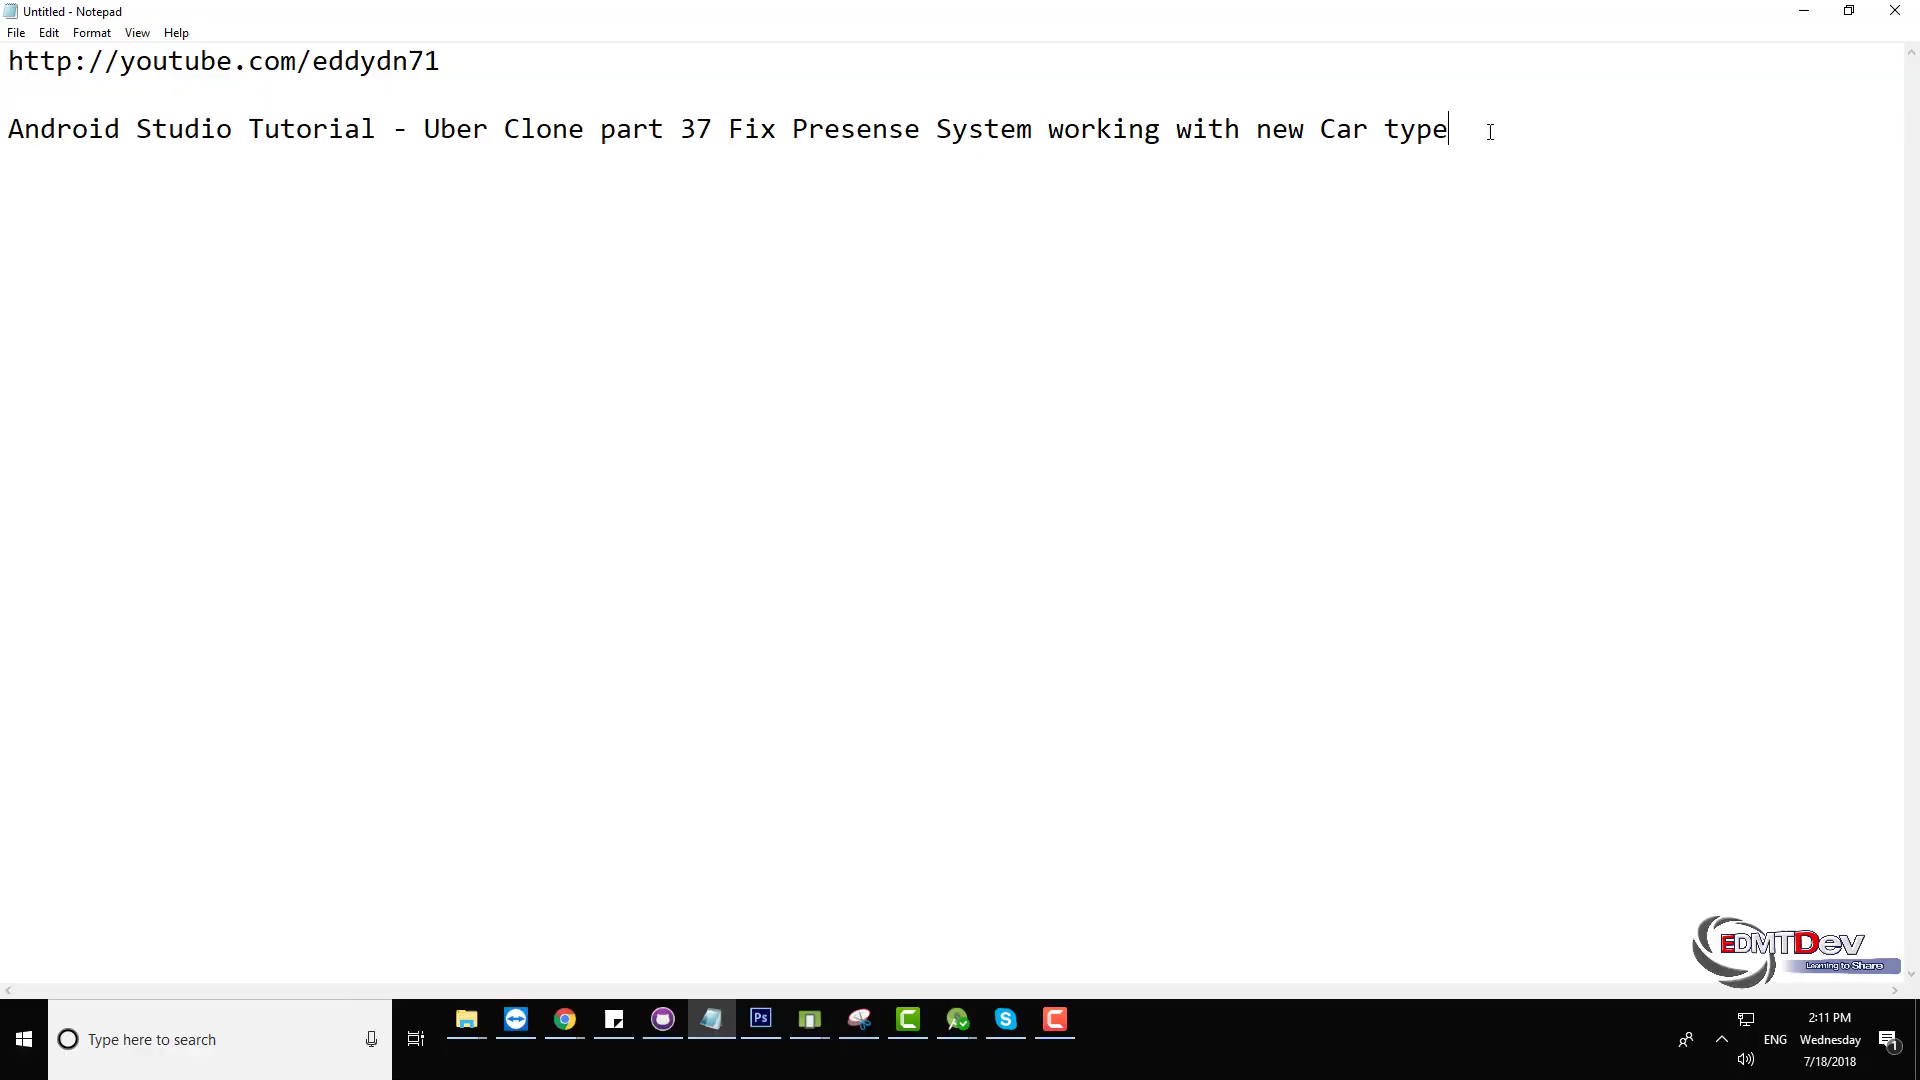 Untitled - Notepad
File Edit Format View Help
http://youtube.com/eddydn71
Android Studio Tutorial - Uber Clone part 37 Fix Presense System working with new Car type
EDMTDev
Learning to Share
Type here to search
Ps
ENG
2:11 PM
Wednesday
7/18/2018
1